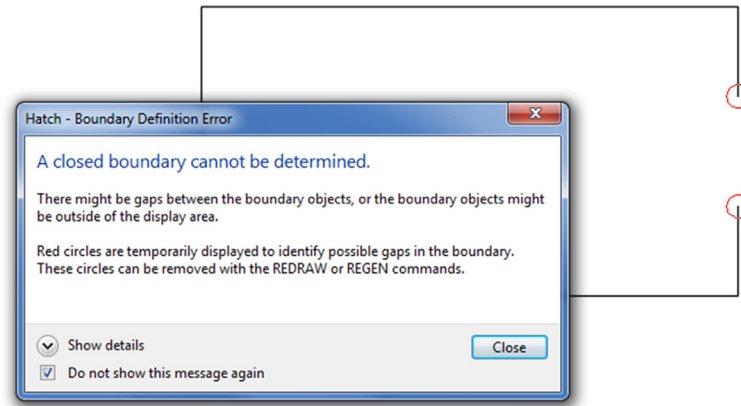 Hatch - Boundary Definition Error
A closed boundary cannot be determined.
There might be gaps between the boundary objects, or the boundary objects might
be outside of the display area.
Red circles are temporarily displayed to identify possible gaps in the boundary.
These circles can be removed with the REDRAW or REGEN commands.
Show details
Close
Do not show this message again